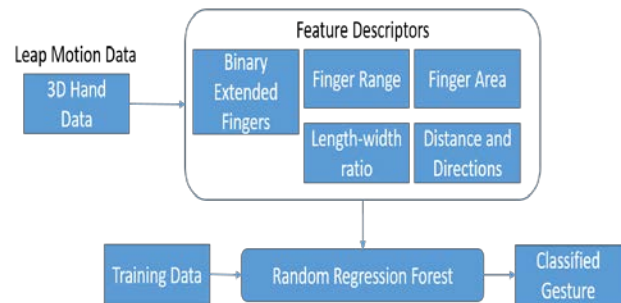 Feature Descriptors
Leap Motion Data
3D Hand
Data
Binary
Extended
Fingers
Finger Range
Finger Area
Length-width
ratio
Distance and
Directions
Training Data
Random Regression Forest
Classified
Gesture